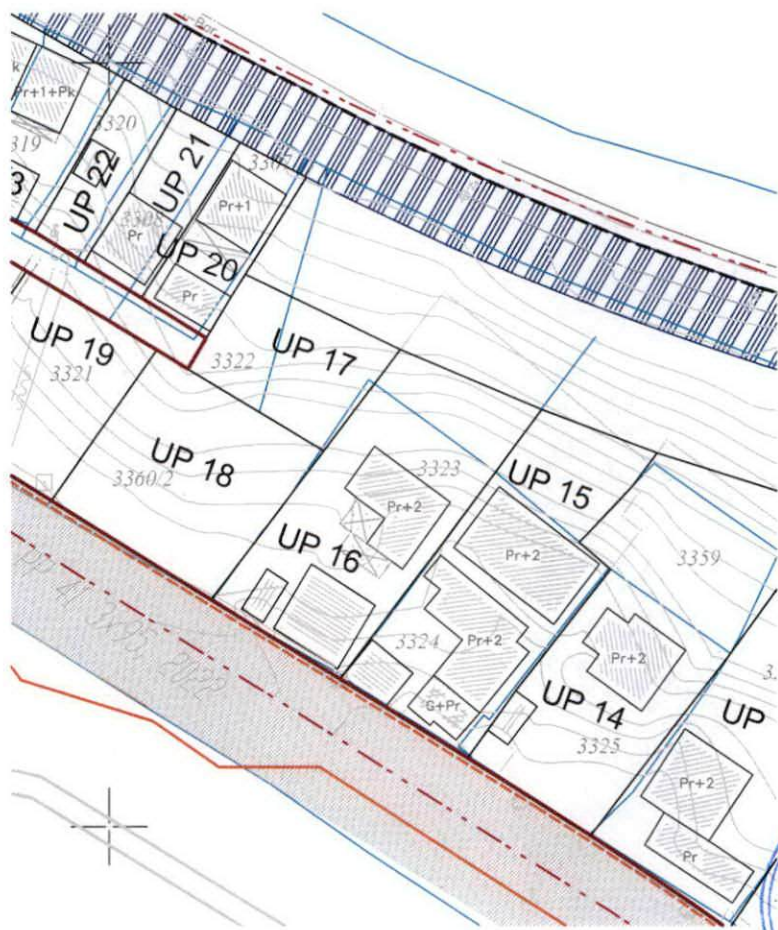 Pr+1+Pk
3320
3307
3
UP 22
UP 21
Pr+1
3308
Pr
UP 20
Pr
UP 19
3321
3322
UP 17
UP 18
3360/2
3323
Pr+2
UP 15
Pr+2
3359
UP 16
3324
Pr+2
Pr+2
G+Pr
UP 14
3325
UP
Pr+2
Pr